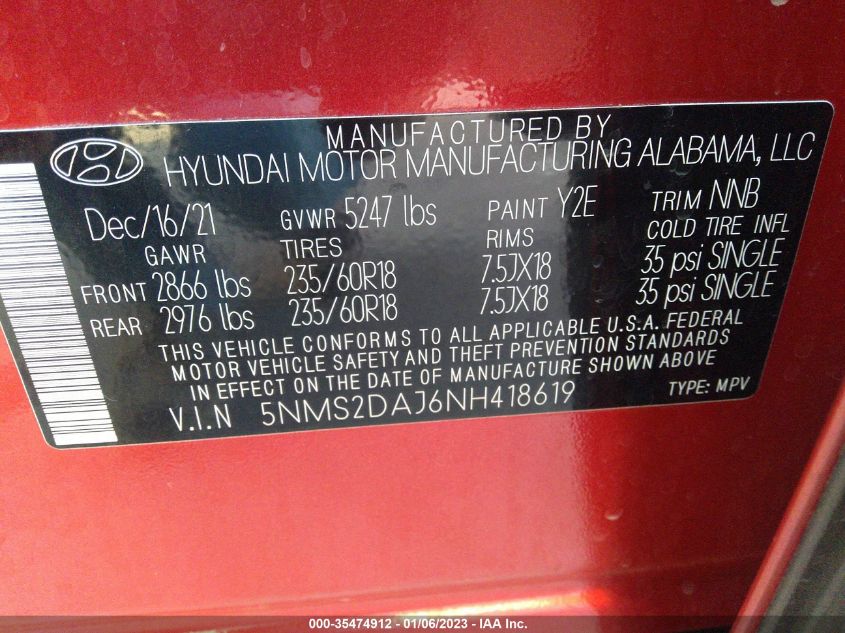 MANUFACTURED BY
HYUNDAI MOTOR MANUFACTURING ALABAMA, LLC
Dec/16/21 GVWR 5247 lbs PAINT Y2E TRIM NNB
GAWR TIRES RIMS COLD TIRE INFL
FRONT 2866 lbs 235/60R18 7.5JX18 35 psi SINGLE
REAR 2976 lbs 235/60R18 7.5JX18 35 psi SINGLE
THIS VEHICLE CONFORMS TO ALL APPLICABLE U.S.A. FEDERAL
MOTOR VEHICLE SAFETY AND THEFT PREVENTION STANDARDS
IN EFFECT ON THE DATE OF MANUFACTURE SHOWN ABOVE
V.I.N 5NMS2DAJ6NH418619 TYPE: MPV
000-35474912 - 01/06/2023 - IAA Inc.